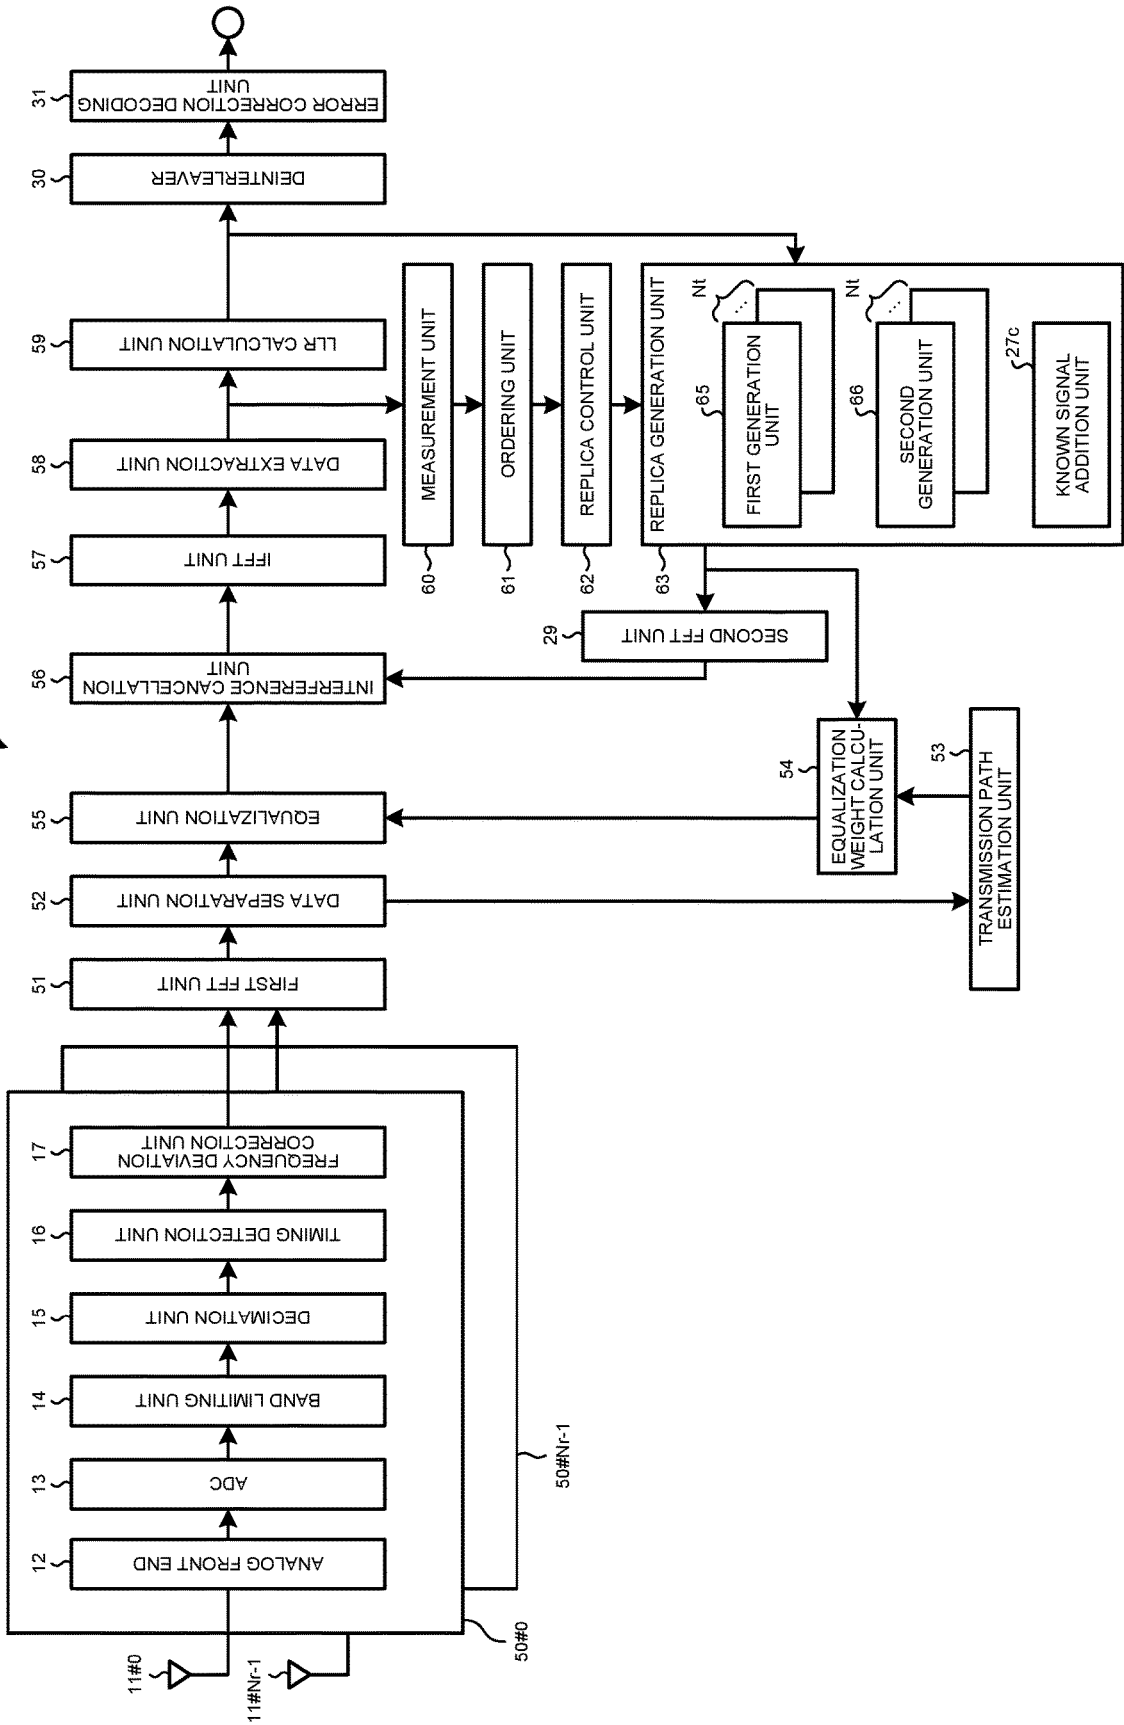 11#0
11#Nr-1
50#0
50#Nr-1
12
ANALOG FRONT END
13
ADC
14
BAND LIMITING UNIT
15
DECIMATION UNIT
16
TIMING DETECTION UNIT
17
FREQUENCY DEVIATION
CORRECTION UNIT
51
FIRST FFT UNIT
52
DATA SEPARATION UNIT
55
EQUALIZATION UNIT
56
INTERFERENCE CANCELLATION
UNIT
57
IFFT UNIT
58
DATA EXTRACTION UNIT
59
LLR CALCULATION UNIT
30
DEINTERLEAVER
31
ERROR CORRECTION DECODING
UNIT
60
MEASUREMENT UNIT
61
ORDERING UNIT
62
REPLICA CONTROL UNIT
63
REPLICA GENERATION UNIT
65
FIRST GENERATION
UNIT
...
Nt
66
SECOND
GENERATION UNIT
...
Nt
27c
KNOWN SIGNAL
ADDITION UNIT
29
SECOND FFT UNIT
54
EQUALIZATION
WEIGHT CALCU-
LATION UNIT
53
TRANSMISSION PATH
ESTIMATION UNIT